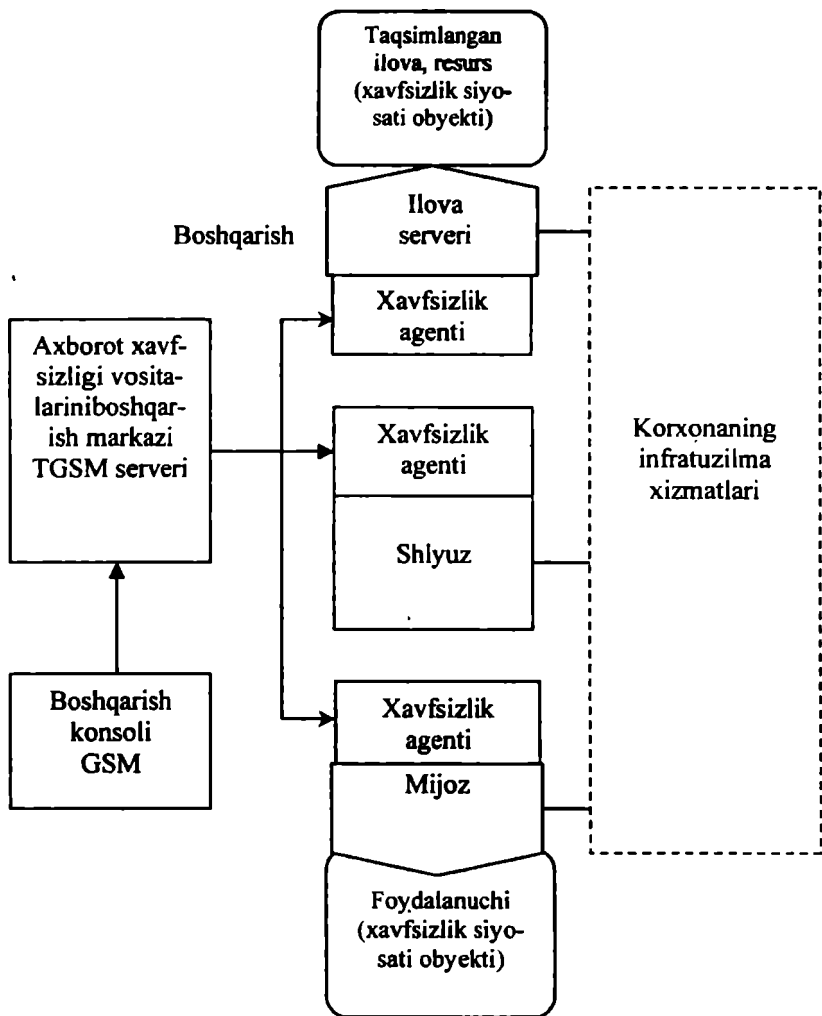 Taqsimlangan
ilova, resurs
(xavfsizlik siyo-
sati obyekti)
Ilova
serveri
Boshqarish
Xavfsizlik
agenti
Axborot xavf-
sizligi vosita-
lariniboshqar-
ish markazi
TGSM serveri
Xavfsizlik
agenti
Shlyuz
Korxonaning
infratuzilma
xizmatlari
Boshqarish
konsoli
GSM
Xavfsizlik
agenti
Mijoz
Foydalanuchi
(xavfsizlik siyo-
sati obyekti)